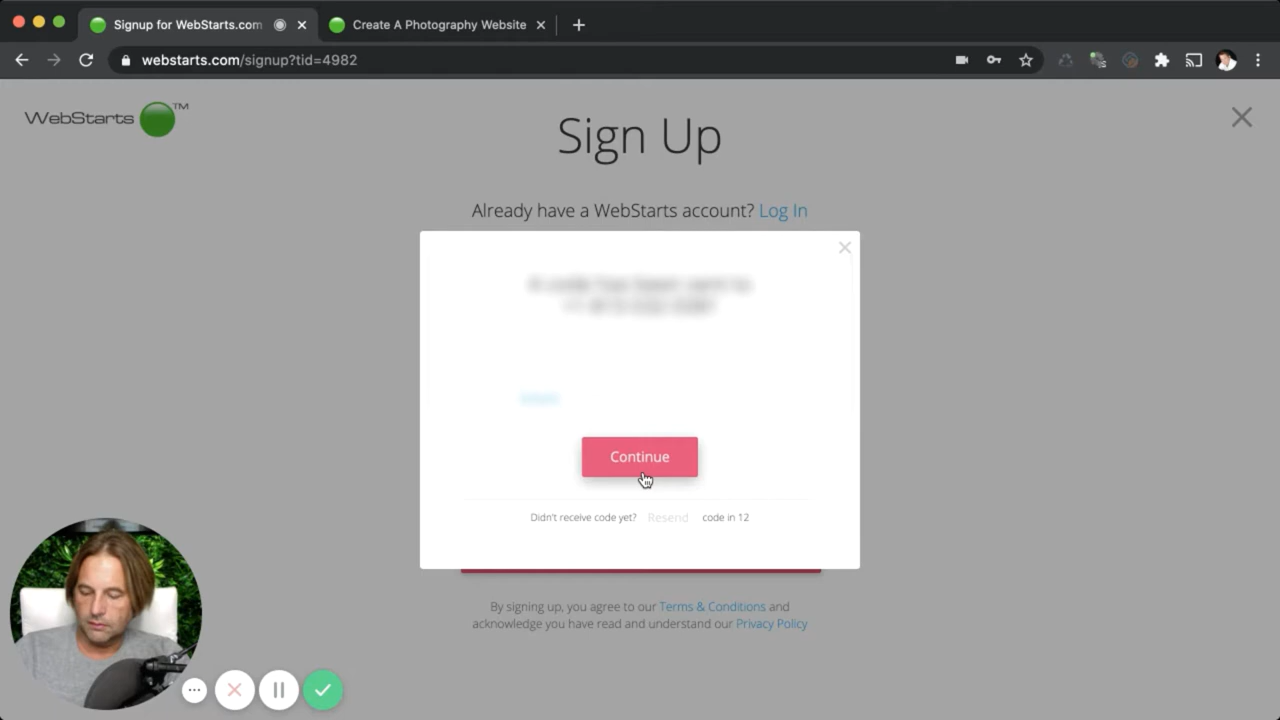 Signup for WebStarts.com
Create A Photography Website
webstarts.com/signup?tid=4982
WebStarts TM
Sign Up
Already have a WebStarts account? Log In
Continue
Didn't receive code yet? Resend code in 12
By signing up, you agree to our Terms & Conditions and
acknowledge you have read and understand our Privacy Policy